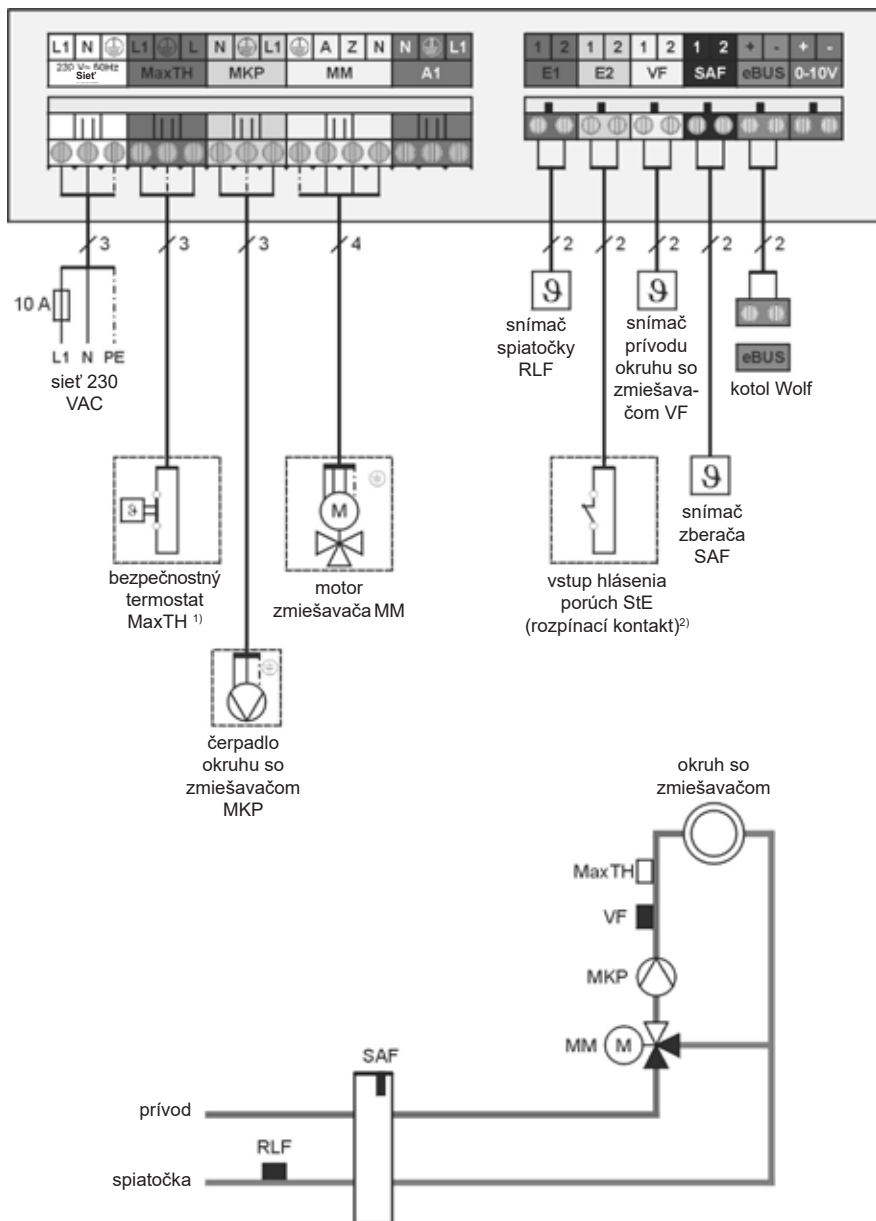 L1 N L1 L N L1 A Z N N L1
230 V~ 50Hz
Sieť MaxTH MKP MM A1
1 2 1 2 1 2 1 2 + - + -
E1 E2 VF SAF eBUS 0-10V
3 3 3 4 2 2 2 2 2
10 A
L1 N PE
sieť 230
VAC
snímač
spiatočky
RLF
snímač
prívodu
okruhu so
zmiešava-
čom VF
eBUS
kotol Wolf
ϑ
ϑ
ϑ
ϑ
M
bezpečnostný
termostat
MaxTH 1)
motor
zmiešavača MM
vstup hlásenia
porúch StE
(rozpínací kontakt)2)
snímač
zberača
SAF
čerpadlo
okruhu so
zmiešavačom
MKP
okruh so
zmiešavačom
MaxTH
VF
MKP
MM M
SAF
prívod
RLF
spiatočka